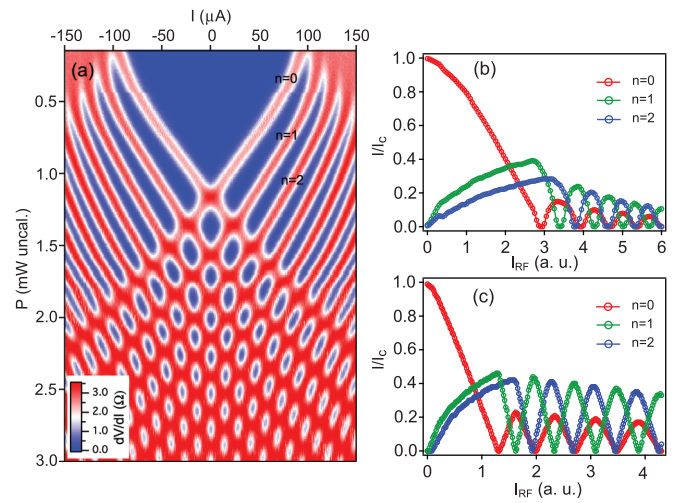 I (μA)
-150 -100 -50 0 50 100 150
(a)
n=0
n=1
n=2
P (mW uncal.)
0.5
1.0
1.5
2.0
2.5
3.0
3.0
2.0
1.0
0.0
dV/dI (Ω)
(b)
n=0
n=1
n=2
I/I_C
1.0
0.8
0.6
0.4
0.2
0.0
0 1 2 3 4 5 6
I_RF (a. u.)
(c)
n=0
n=1
n=2
I/I_C
1.0
0.8
0.6
0.4
0.2
0.0
0 1 2 3 4
I_RF (a. u.)